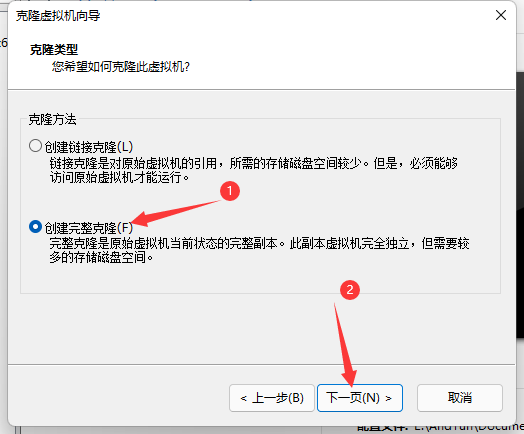 克隆虚拟机向导
克隆类型
您希望如何克隆此虚拟机?
克隆方法
创建链接克隆(L)
链接克隆是对原始虚拟机的引用，所需的存储磁盘空间较少。但是，必须能够
访问原始虚拟机才能运行。
1
创建完整克隆(F)
完整克隆是原始虚拟机当前状态的完整副本。此副本虚拟机完全独立，但需要较
多的存储磁盘空间。
2
< 上一步(B)
下一页(N) >
取消